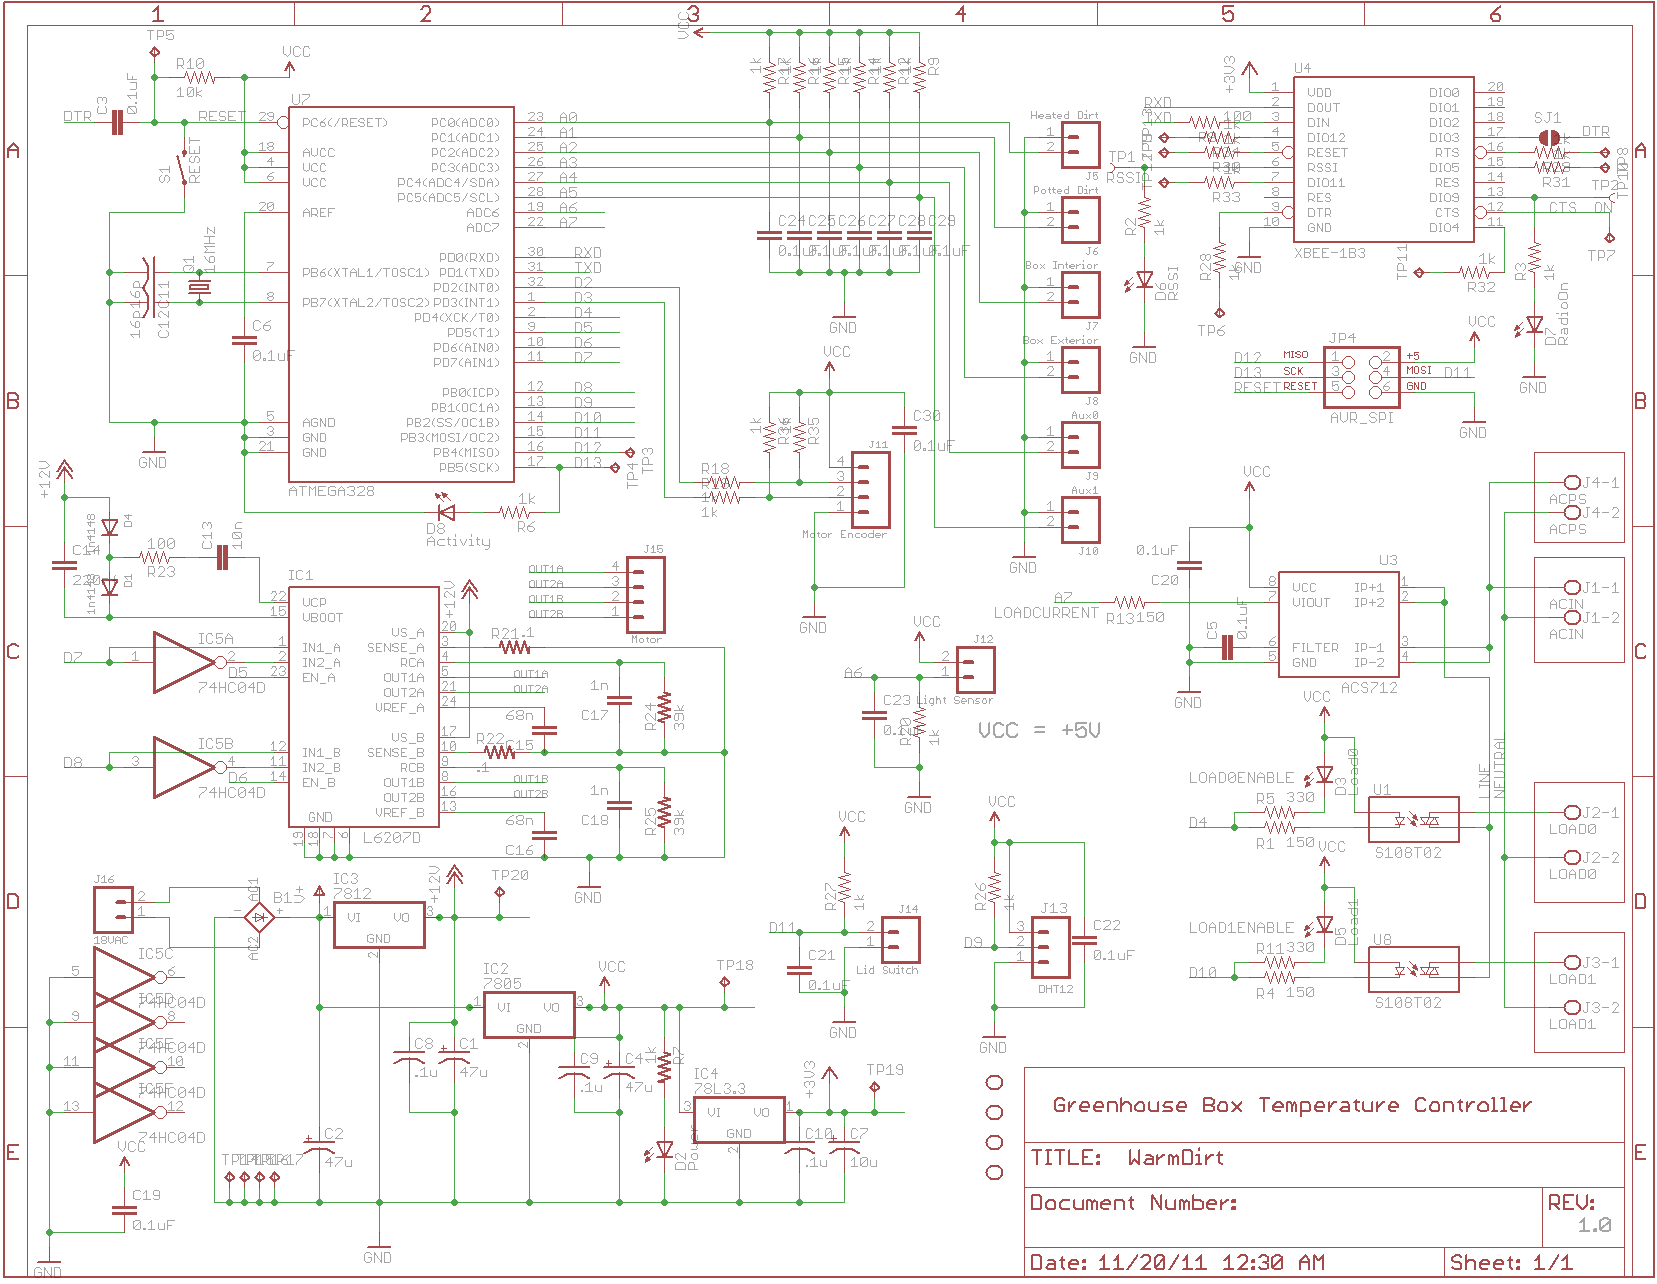 1 2 3 4 5 6
A
B
C
D
E
TP5
R10
10k
VCC
C3
0.1uF
DTR
RESET
S1
RESET
U7
29 PC6(/RESET)
18 AVCC
4 VCC
6 VCC
20 AREF
7 PB6(XTAL1/TOSC1)
8 PB7(XTAL2/TOSC2)
5 AGND
3 GND
21 GND
PC0(ADC0) 23 A0
PC1(ADC1) 24 A1
PC2(ADC2) 25 A2
PC3(ADC3) 26 A3
PC4(ADC4/SDA) 27 A4
PC5(ADC5/SCL) 28 A5
ADC6 19 A6
ADC7 22 A7
PD0(RXD) 30 RXD
PD1(TXD) 31 TXD
PD2(INT0) 32 D2
PD3(INT1) 1 D3
PD4(XCK/T0) 2 D4
PD5(T1) 9 D5
PD6(AIN0) 10 D6
PD7(AIN1) 11 D7
PB0(ICP) 12 D8
PB1(OC1A) 13 D9
PB2(SS/OC1B) 14 D10
PB3(MOSI/OC2) 15 D11
PB4(MISO) 16 D12
PB5(SCK) 17 D13
ATMEGA328
TP3
TP4
Q1
16MHz
16p 16p
C12 C11
C6
0.1uF
GND
D8
Activity
1k
R6
VCC
1k R17 R16 R15 R14 R12 R9
C24 C25 C26 C27 C28 C29
0.1uF
GND
Heated Dirt
1
2
J5
Potted Dirt
1
2
J6
Box Interior
1
2
J7
Box Exterior
1
2
J8
Aux0
1
2
J9
Aux1
1
2
J10
GND
VCC
1k R36 R35
C30
0.1uF
R18
1k
J11
4
3
2
1
Motor Encoder
GND
+3V3
U4
1 VDD
2 DOUT
3 DIN
4 DIO12
5 RESET
6 RSSI
7 DIO11
8 RES
9 DTR
10 GND
DIO0 20
DIO1 19
DIO2 18
DIO3 17
RTS 16
DIO5 15
RES 14
DIO9 13
CTS 12
DIO4 11
XBEE-1B3
RXD
TXD
100
R33
TP1
RSSI
R2
1k
D6
RSSI
GND
R28
1k
TP6
GND
SJ1
DTR
R31
TP8
CTS
ON
TP7
TP11
1k
R32
R3
1k
D7
RadioOn
GND
JP4
D12 MISO 1 2 +5
D13 SCK 3 4 MOSI D11
RESET RESET 5 6 GND
AVR_SPI
VCC
GND
+12V
1n4148
D4
1n4148
D1
C14
100
R23
C13
10n
IC1
22 VCP
15 VBOOT
1 IN1_A
2 IN2_A
23 EN_A
12 IN1_B
11 IN2_B
14 EN_B
GND
19 18 7 6
VS_A 20
SENSE_A 3
RCA 4
OUT1A 5
OUT2A 21
VREF_A 24
VS_B 17
SENSE_B 10
RCB 9
OUT1B 8
OUT2B 16
VREF_B 13
L6207D
D7
IC5A
1 2
74HC04D
D5
D8
IC5B
3 4
74HC04D
D6
+12V
R21 .1
OUT1A
OUT2A
68n
C15
R22
.1
OUT1B
OUT2B
68n
C16
1n
C17
R24
39k
1n
C18
R25
39k
GND
J15
OUT1A 4
OUT2A 3
OUT1B 2
OUT2B 1
Motor
VCC
J12
2
1
Light Sensor
A6
C23
R20
1k
GND
VCC = +5V
VCC
0.1uF
C20
U3
8 VCC
7 VIOUT
6 FILTER
5 GND
IP+1 1
IP+2 2
IP-1 3
IP-2 4
ACS712
A7
LOADCURRENT
R13 150
C5
0.1uF
GND
J4-1
ACPS
J4-2
ACPS
J1-1
ACIN
J1-2
ACIN
LINE
NEUTRAL
VCC
LOAD0ENABLE
D3
Load0
R5 330
D4
R1 150
U1
S108T02
J2-1
LOAD0
J2-2
LOAD0
VCC
LOAD1ENABLE
D5
Load1
R11 330
D10
R4 150
U8
S108T02
J3-1
LOAD1
J3-2
LOAD1
J16
2
1
18VAC
AC1
AC2
B1
IC3
7812
1 VI VO 3
GND
2
+12V
TP20
IC2
7805
1 VI VO 3
GND
2
VCC
TP18
IC4
78L3.3
3 VI VO 1
GND
2
+3V3
TP19
C8
.1u
C1
47u
C9
.1u
C4
47u
1k
R7
D2
Power
C10
.1u
C7
10u
C2
47u
GND
IC5C
5 6
IC5D
74HC04D
9 8
IC5E
74HC04D
11 10
IC5F
74HC04D
13 12
74HC04D
VCC
C19
0.1uF
GND
VCC
R27
1k
D11
J14
2
1
Lid Switch
C21
0.1uF
GND
VCC
R26
1k
D9
J13
3
2
1
DHT12
C22
0.1uF
GND
Greenhouse Box Temperature Controller
TITLE: WarmDirt
Document Number:
REV:
1.0
Date: 11/20/11 12:30 AM
Sheet: 1/1